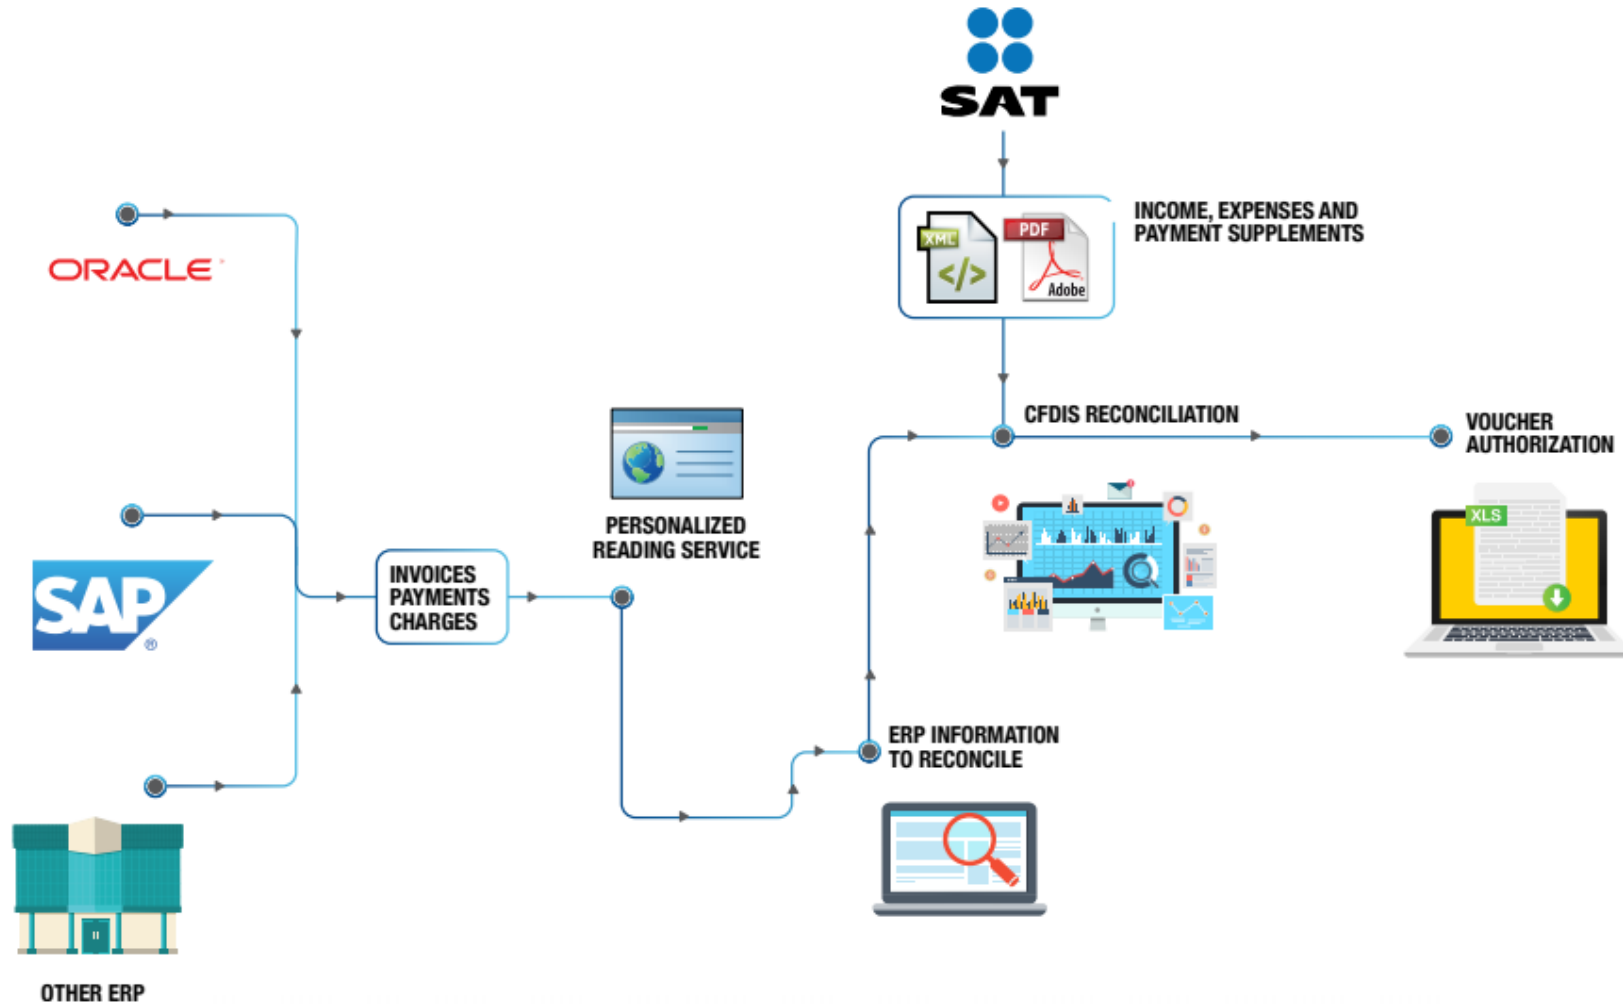 SAT
XML
</>
PDF
Adobe
INCOME, EXPENSES AND
PAYMENT SUPPLEMENTS
ORACLE
CFDIS RECONCILIATION
VOUCHER
AUTHORIZATION
PERSONALIZED
READING SERVICE
XLS
SAP
®
INVOICES
PAYMENTS
CHARGES
ERP INFORMATION
TO RECONCILE
OTHER ERP